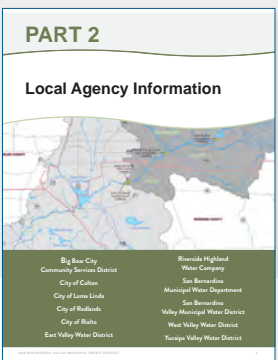 PART 2
Local Agency Information
Big Bear City
Community Services District
City of Colton
City of Loma Linda
City of Redlands
City of Rialto
East Valley Water District
Riverside Highland
Water Company
San Bernardino
Municipal Water Department
San Bernardino
Valley Municipal Water District
West Valley Water District
Yucaipa Valley Water District